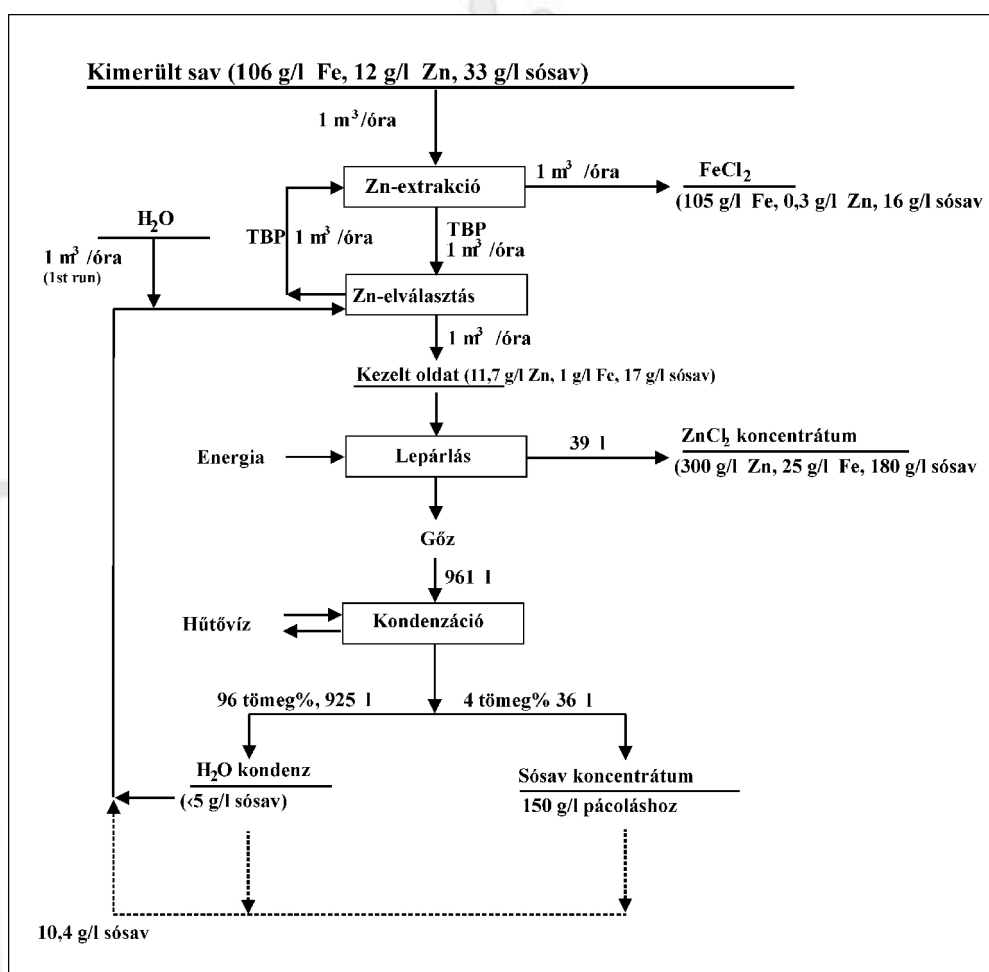 Kimerült sav (106 g/l Fe, 12 g/l Zn, 33 g/l sósav)
1 m³/óra
Zn-extrakció
1 m³ /óra
FeCl₂
(105 g/l Fe, 0,3 g/l Zn, 16 g/l sósav
H₂O
1 m³ /óra
(1st run)
TBP
1 m³ /óra
TBP
1 m³ /óra
Zn-elválasztás
1 m³ /óra
Kezelt oldat (11,7 g/l Zn, 1 g/l Fe, 17 g/l sósav)
Energia
Lepárlás
39 l
ZnCl₂ koncentrátum
(300 g/l Zn, 25 g/l Fe, 180 g/l sósav
Gőz
961 l
Hűtővíz
Kondenzáció
96 tömeg%, 925 l
4 tömeg% 36 l
H₂O kondenz
(<5 g/l sósav)
Sósav koncentrátum
150 g/l pácoláshoz
10,4 g/l sósav